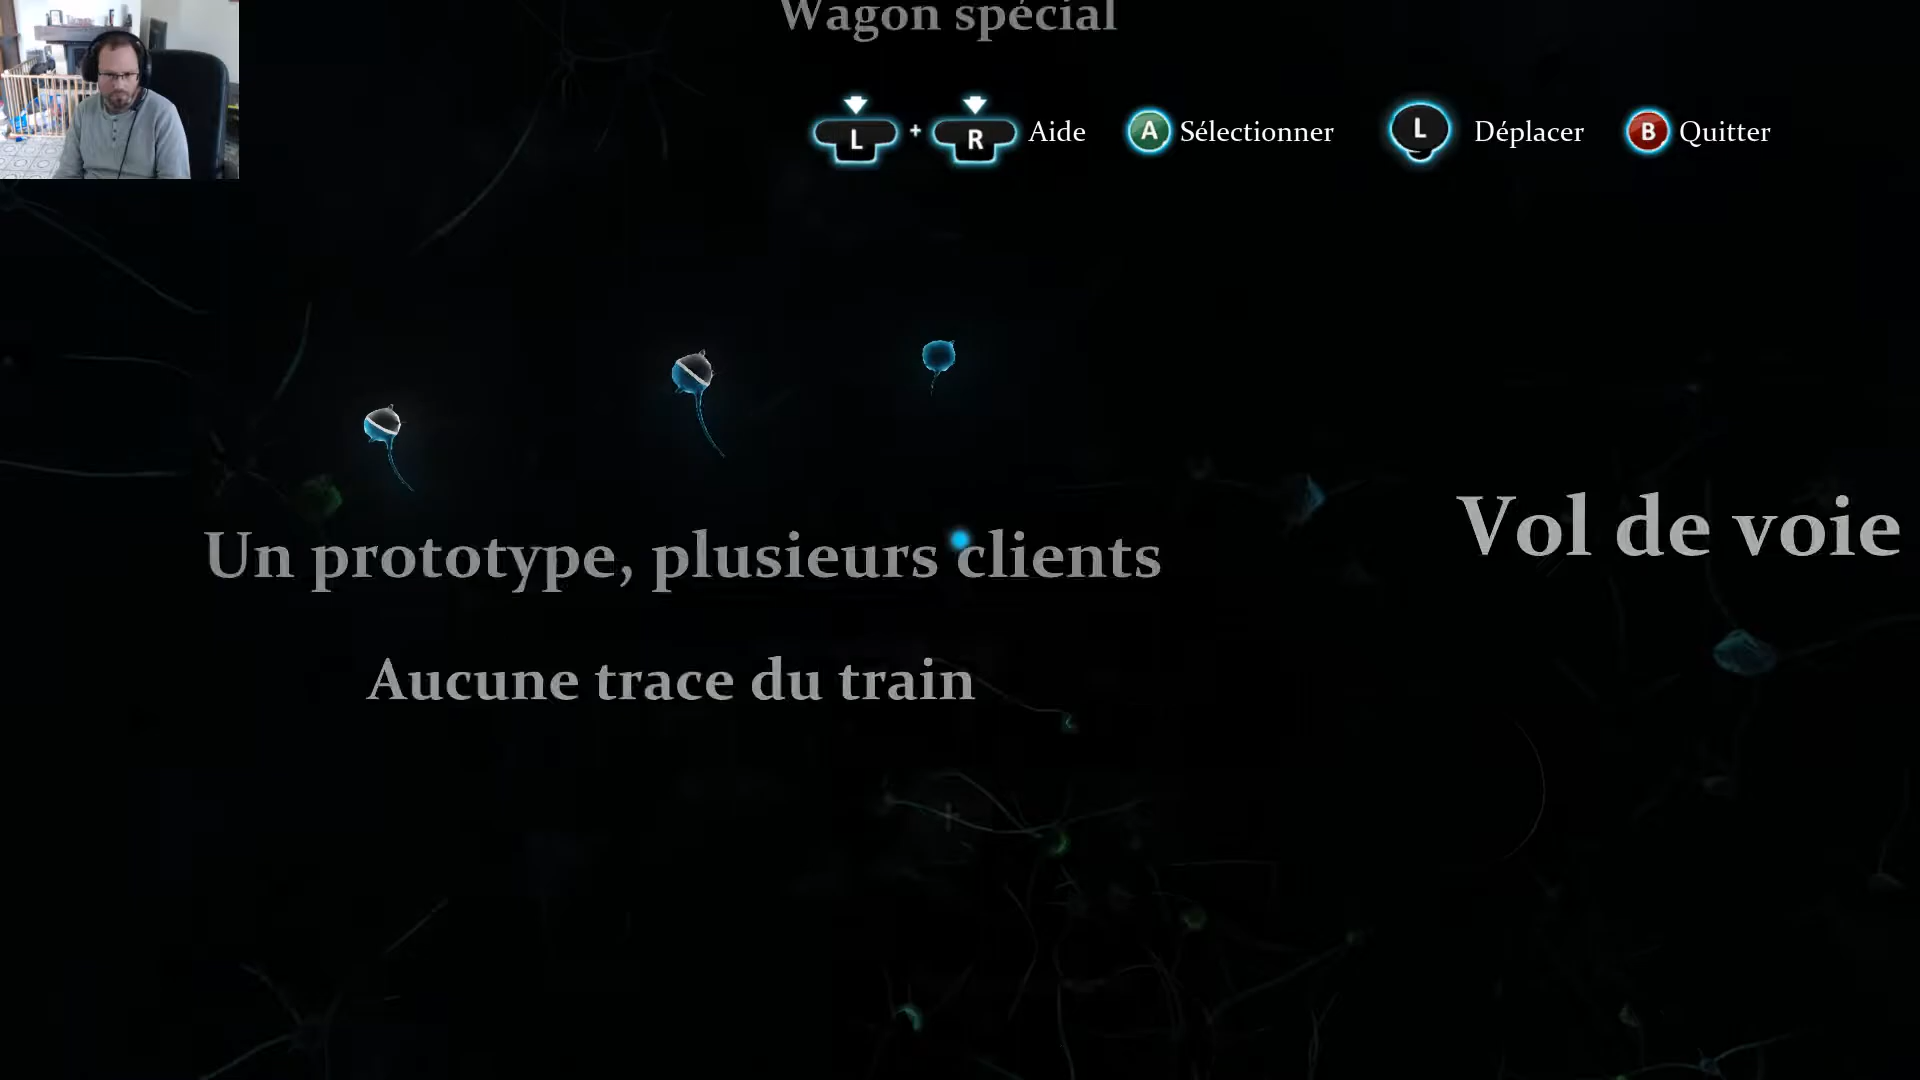 Wagon spécial
L + R Aide A Sélectionner L Déplacer B Quitter
Vol de voie
Un prototype, plusieurs clients
Aucune trace du train